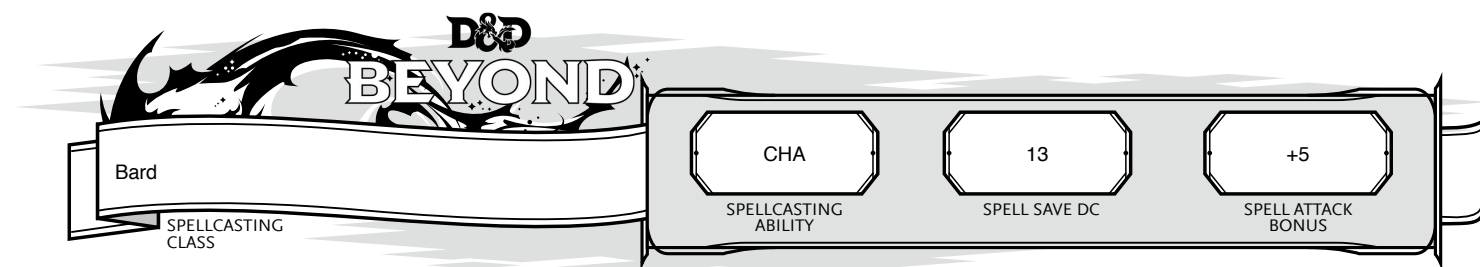 D&D
BEYOND
Bard
SPELLCASTING
CLASS
CHA
SPELLCASTING
ABILITY
13
SPELL SAVE DC
+5
SPELL ATTACK
BONUS